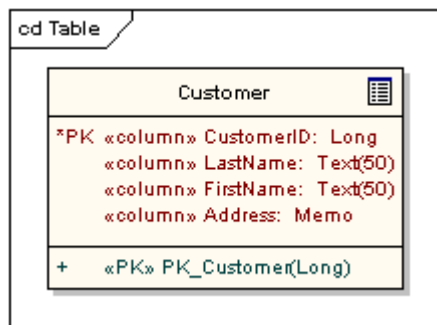 cd Table
Customer
*PK «column» CustomerID: Long
«column» LastName: Text(50)
«column» FirstName: Text(50)
«column» Address: Memo
+ «PK» PK_Customer(Long)